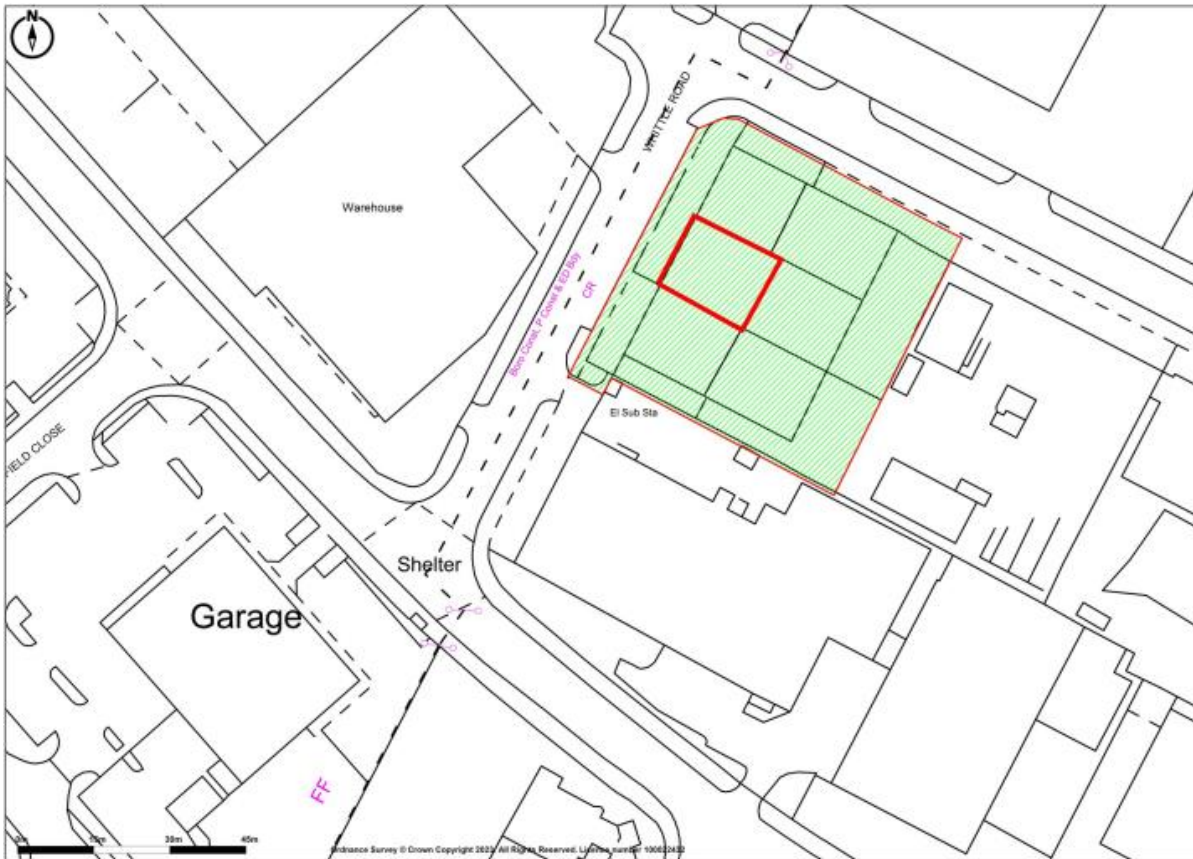 N
WHITTLE ROAD
Warehouse
Boro Const, P Const & ED Bdy
CR
El Sub Sta
FIELD CLOSE
Shelter
Garage
FF
0m 15m 30m 45m
Ordnance Survey © Crown Copyright 2023. All Rights Reserved. Licence number